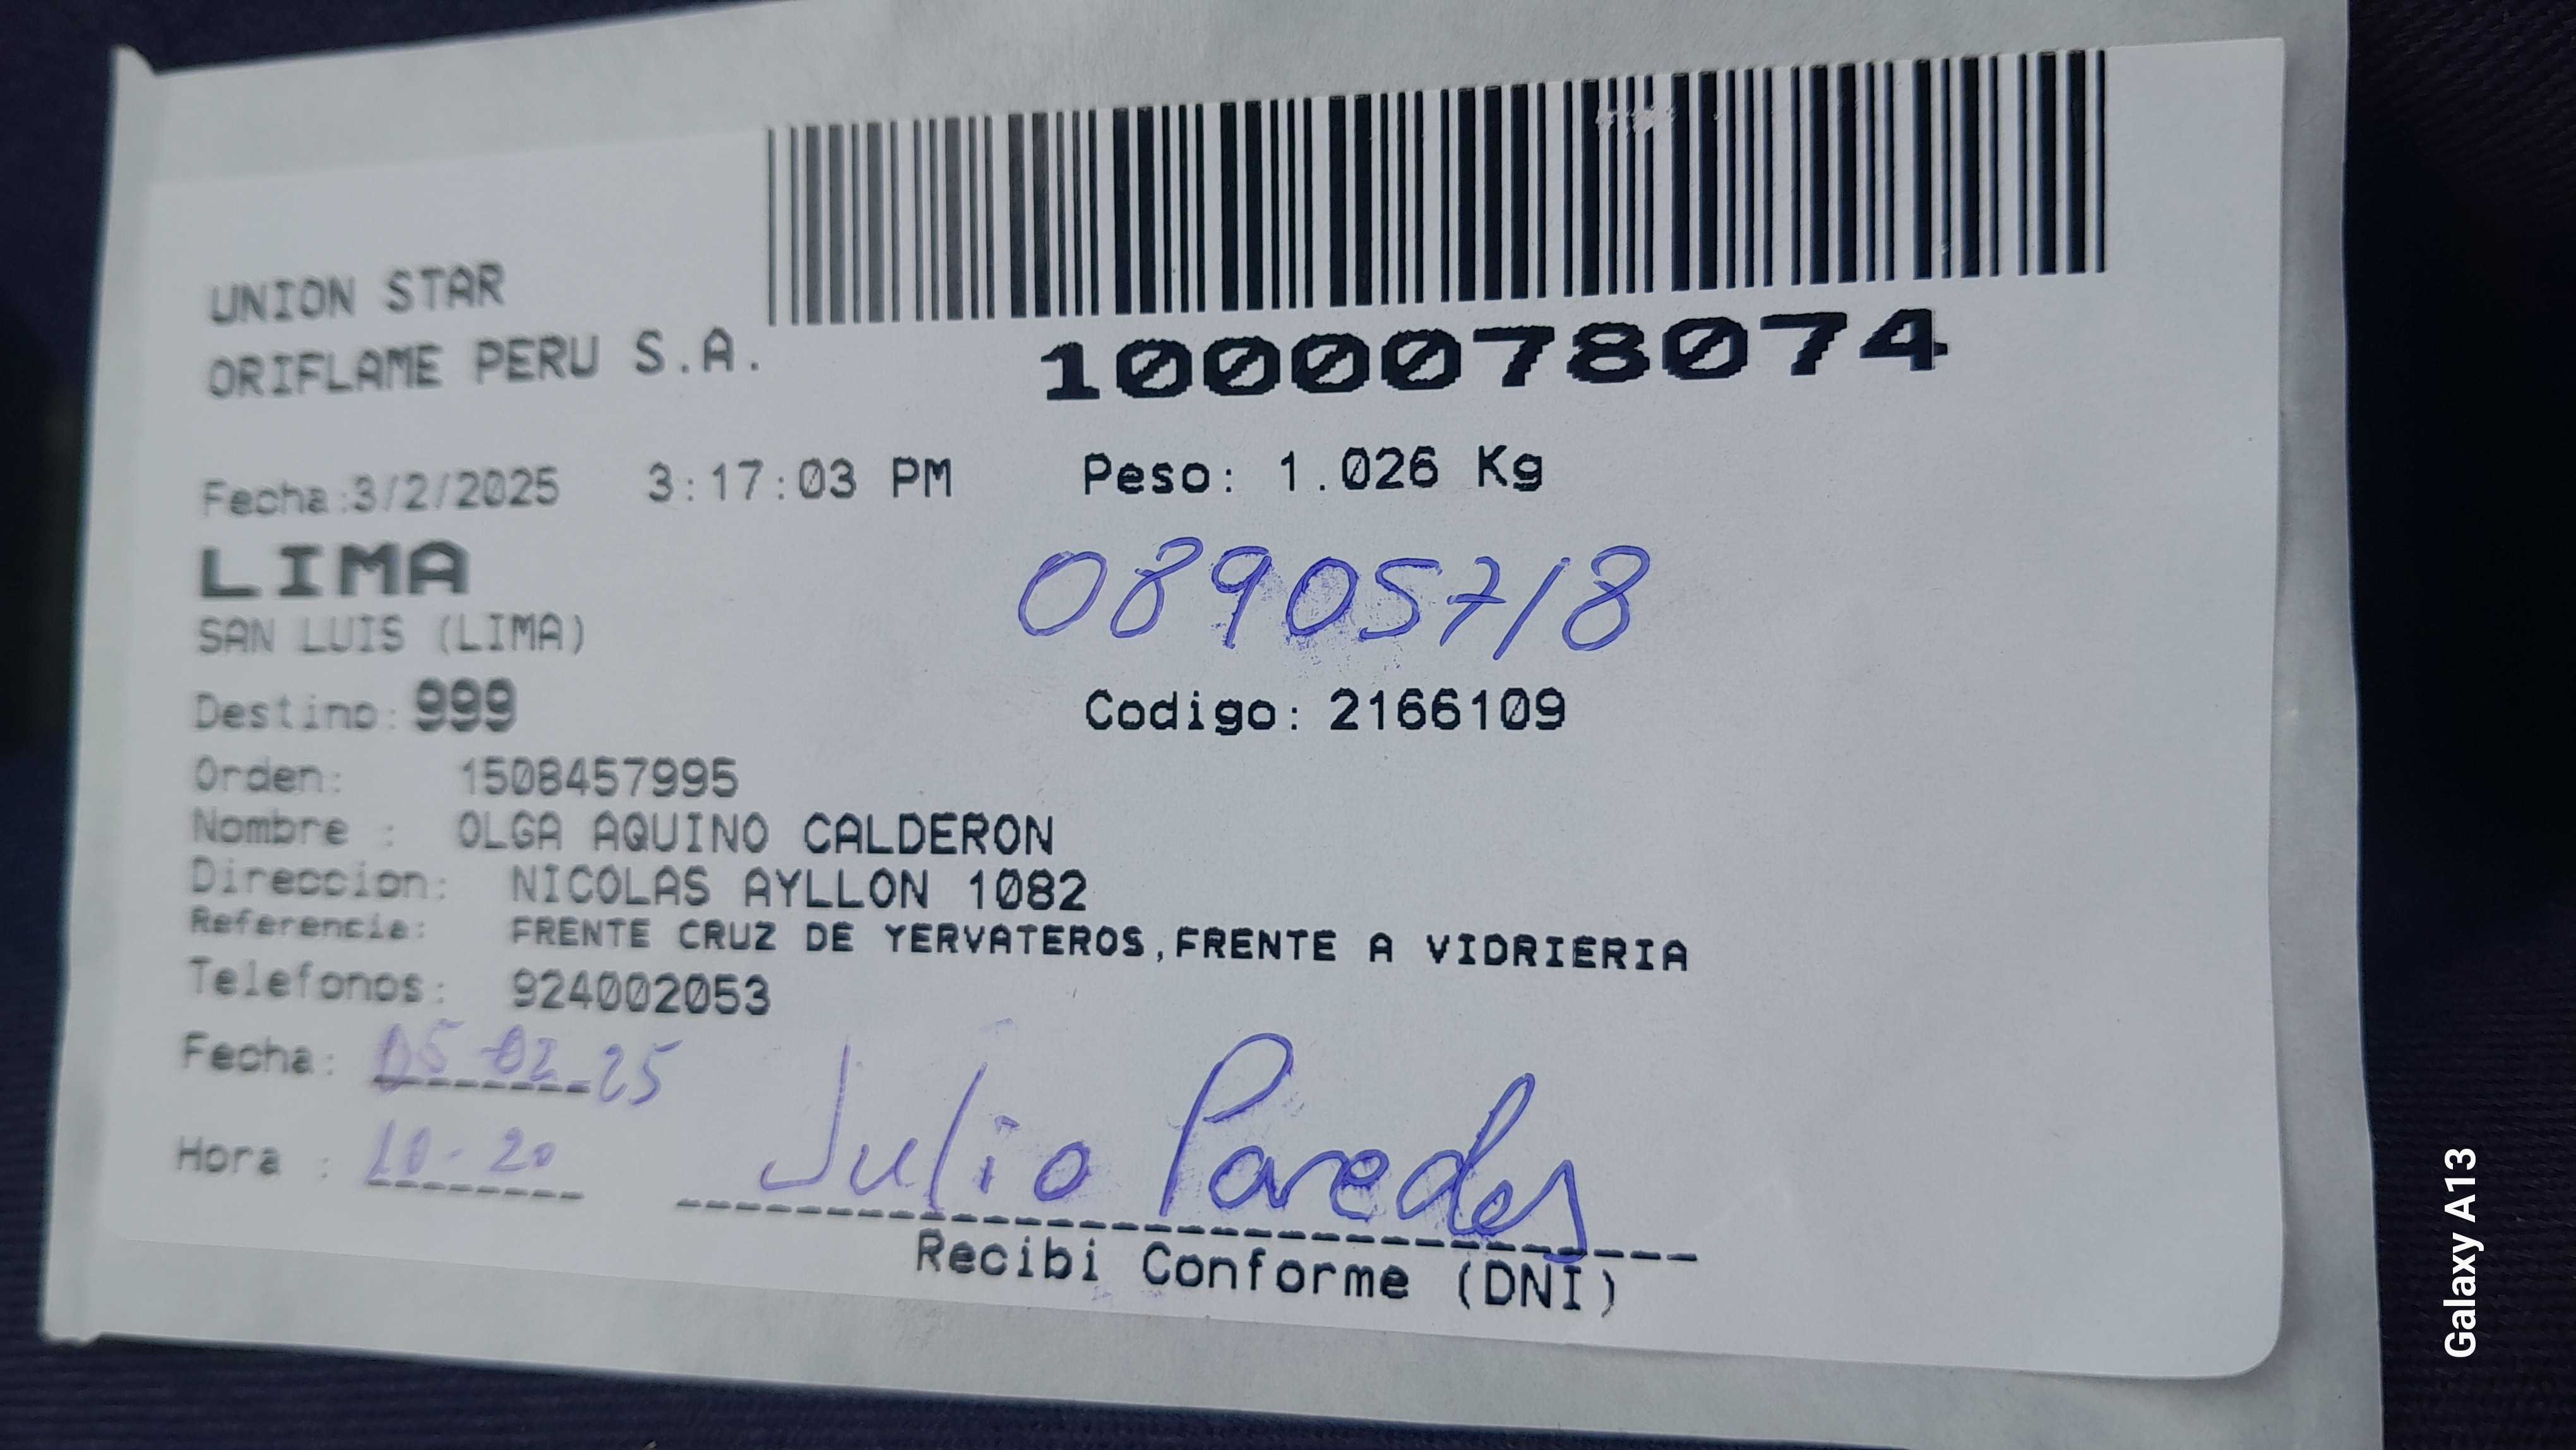 UNION STAR
ORIFLAME PERU S.A.
1000078074
Fecha:3/2/2025 3:17:03 PM Peso: 1.026 Kg
LIMA
08905718
SAN LUIS (LIMA)
Destino: 999 Codigo: 2166109
Orden: 1508457995
Nombre : OLGA AQUINO CALDERON
Direccion: NICOLAS AYLLON 1082
Referencia: FRENTE CRUZ DE YERVATEROS,FRENTE A VIDRIERIA
Telefonos: 924002053
Fecha: 05-02-25
Hora : 10-20 Julio Paredes
Recibi Conforme (DNI)
Galaxy A13